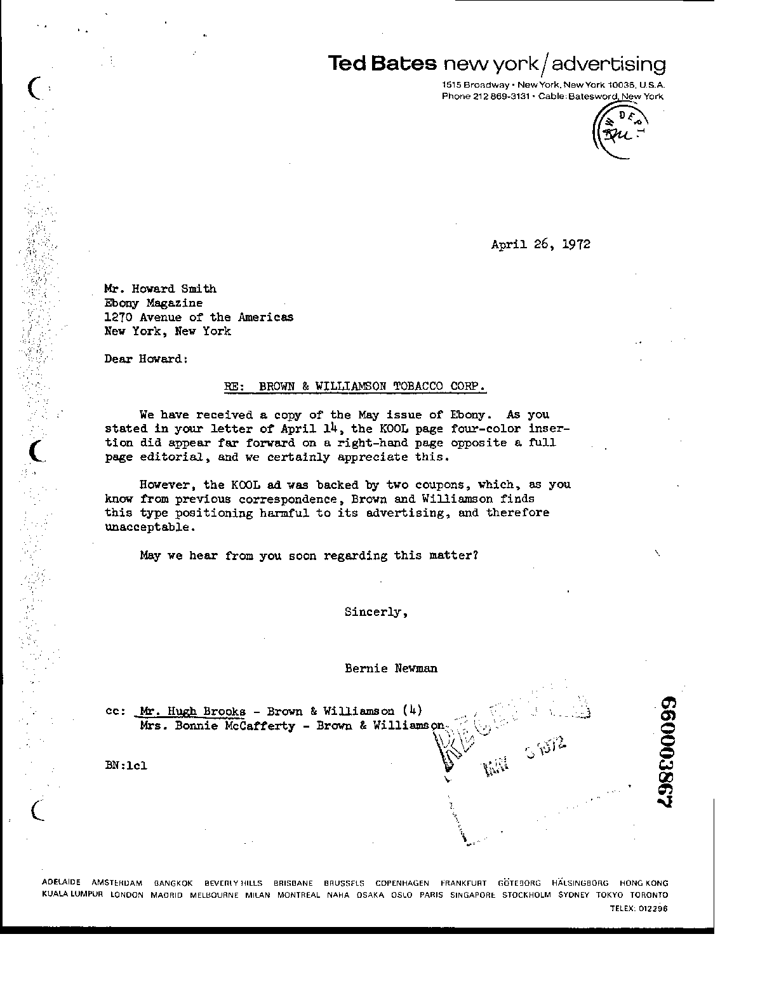 Ted Bates new york/advertising
1515 Broadway • New York, New York 10036, U.S.A.
Phone 212 869-3131 • Cable: Batesword, New York
DEPT.
April 26, 1972
Mr. Howard Smith
Ebony Magazine
1270 Avenue of the Americas
New York, New York
Dear Howard:
RE: BROWN & WILLIAMSON TOBACCO CORP.
We have received a copy of the May issue of Ebony. As you
stated in your letter of April 14, the KOOL page four-color inser-
tion did appear far forward on a right-hand page opposite a full
page editorial, and we certainly appreciate this.
However, the KOOL ad was backed by two coupons, which, as you
know from previous correspondence, Brown and Williamson finds
this type positioning harmful to its advertising, and therefore
unacceptable.
May we hear from you soon regarding this matter?
Sincerly,
Bernie Newman
cc: Mr. Hugh Brooks - Brown & Williamson (4)
Mrs. Bonnie McCafferty - Brown & Williamson
RECEIVED
MAY 3 1972
BN:lcl
660003867
ADELAIDE AMSTERDAM BANGKOK BEVERLY HILLS BRISBANE BRUSSELS COPENHAGEN FRANKFURT GÖTEBORG HÄLSINGBORG HONG KONG
KUALA LUMPUR LONDON MADRID MELBOURNE MILAN MONTREAL NAHA OSAKA OSLO PARIS SINGAPORE STOCKHOLM SYDNEY TOKYO TORONTO
TELEX: 012296